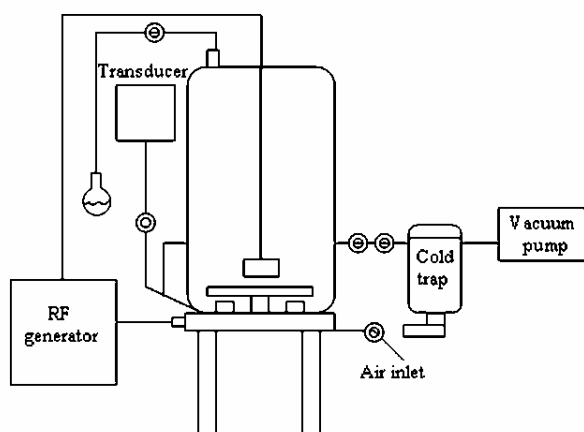 Transducer
Vacuum
pump
Cold
trap
RF
generator
Air inlet